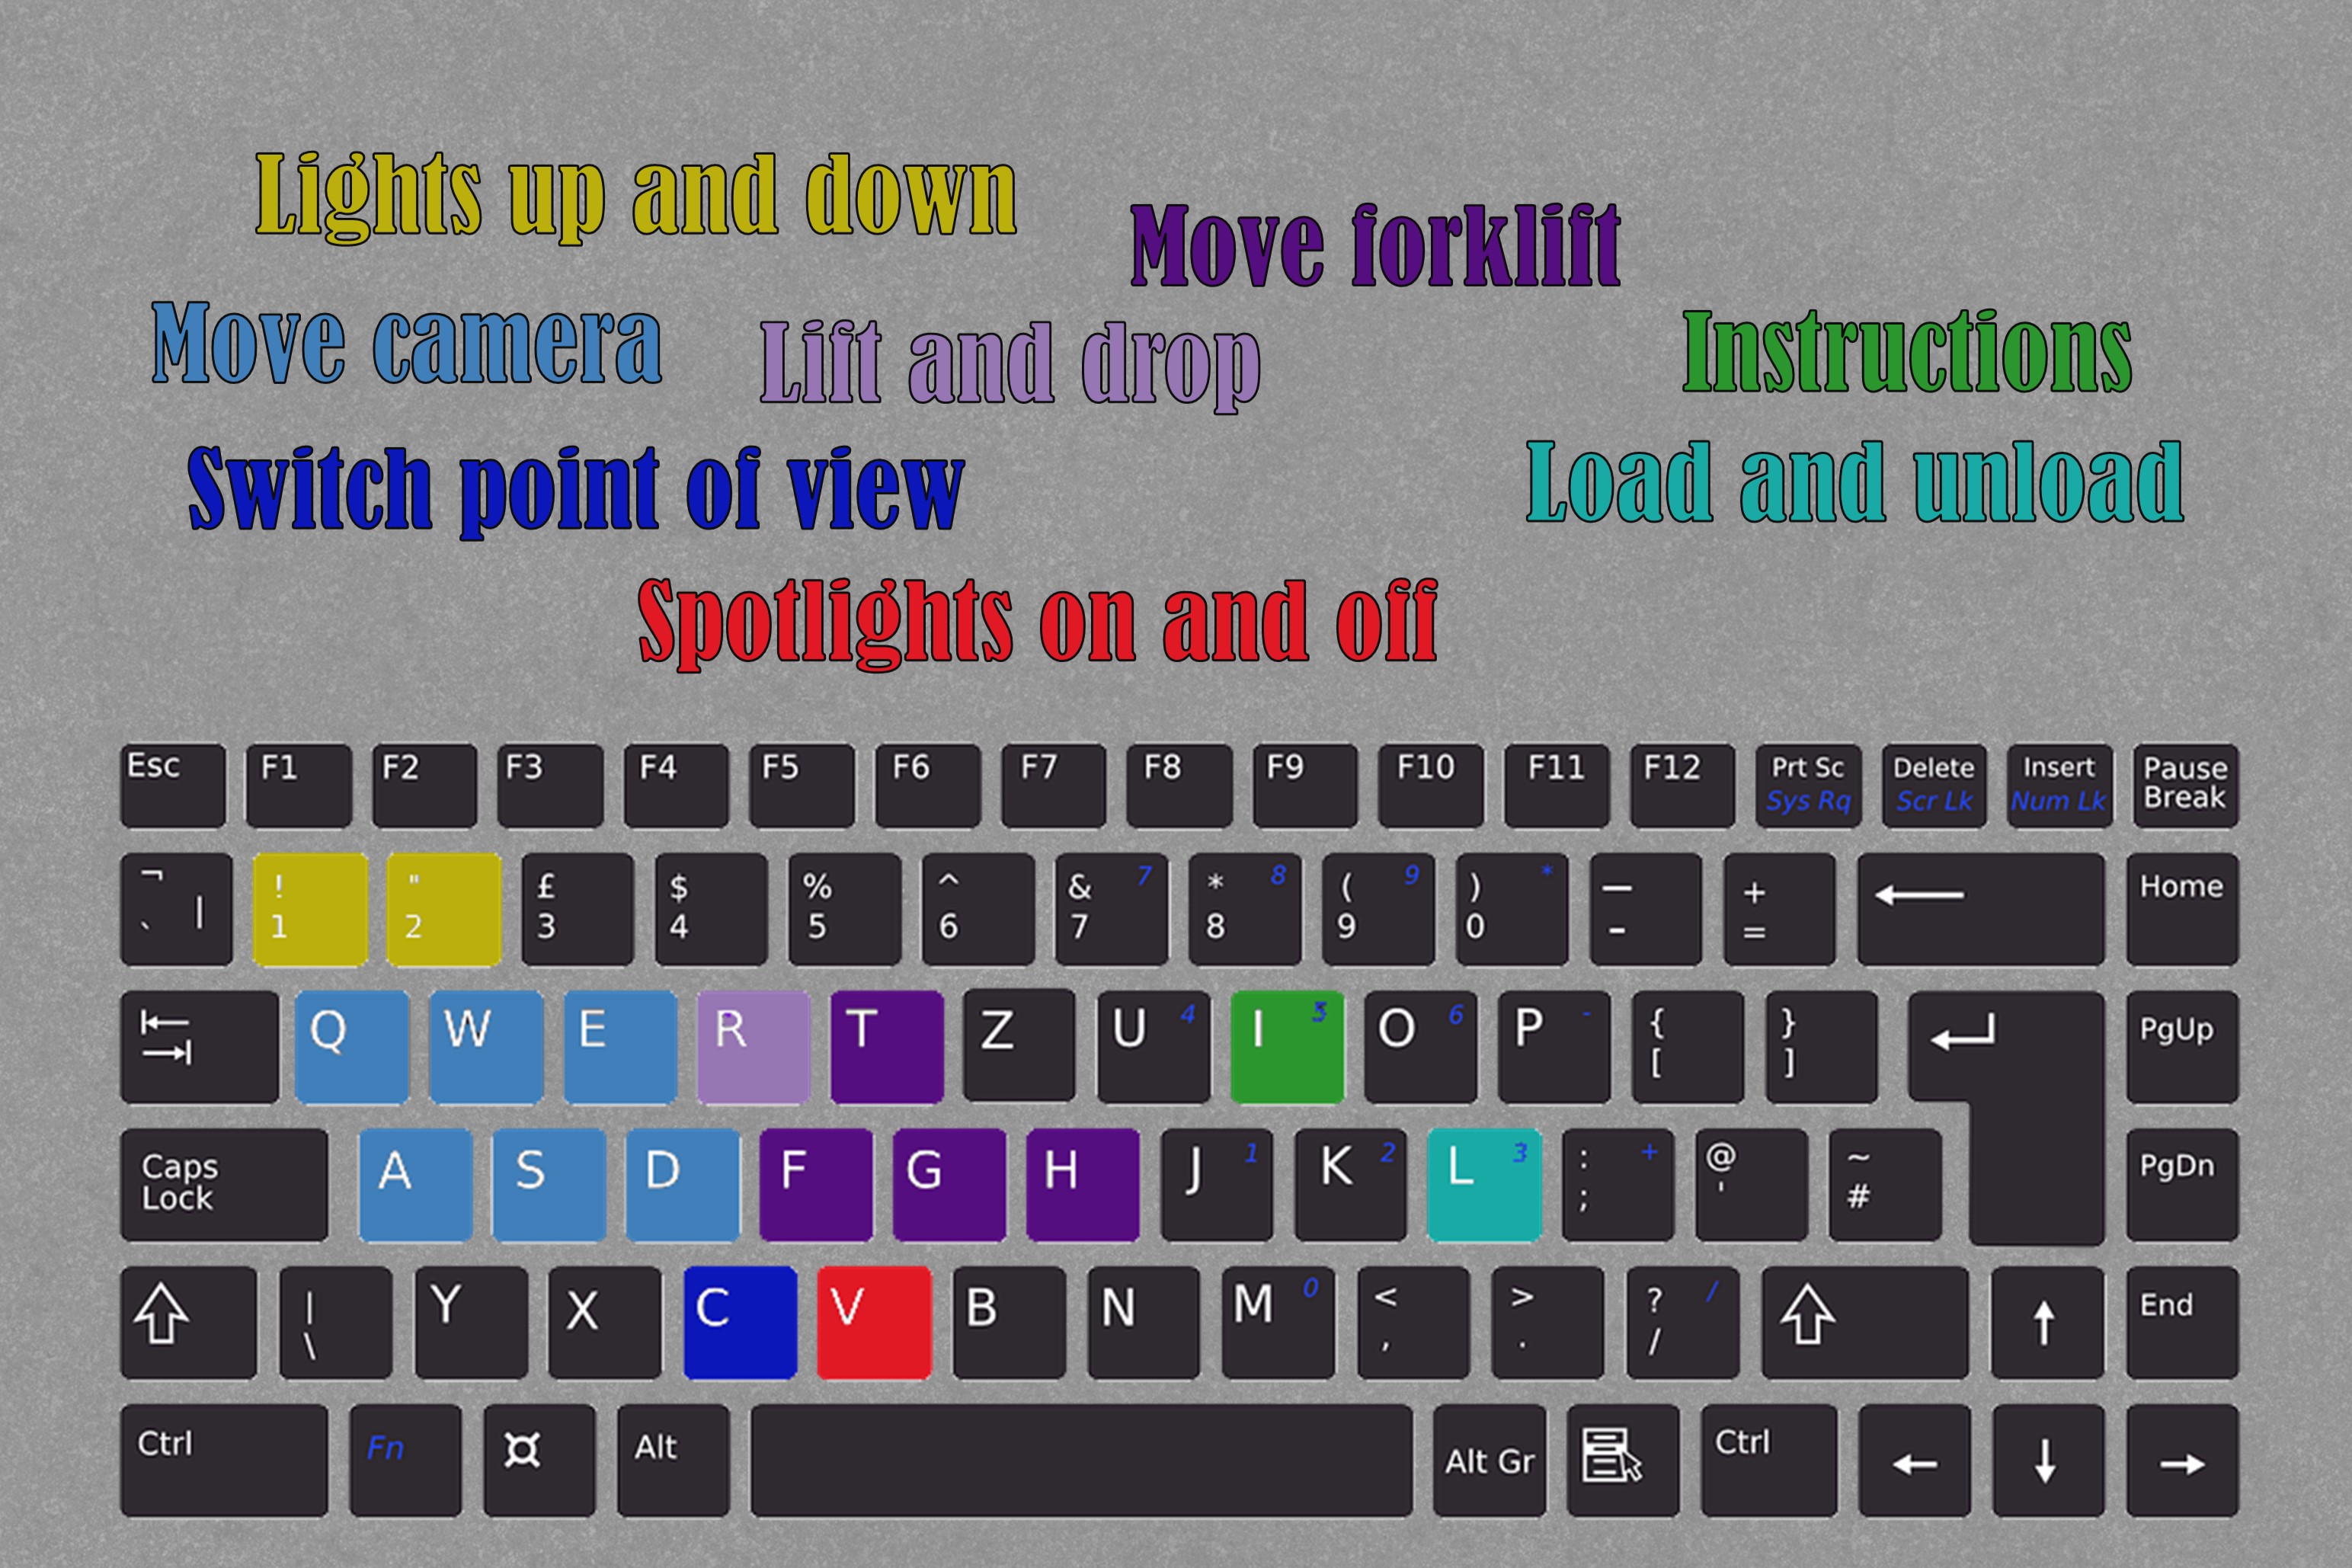 Lights up and down
Move forklift
Move camera
Lift and drop
Instructions
Switch point of view
Load and unload
Spotlights on and off
Esc F1 F2 F3 F4 F5 F6 F7 F8 F9 F10 F11 F12 Prt Sc Sys Rq Delete Scr Lk Insert Num Lk Pause Break
¬ ` | ! 1 " 2 £ 3 $ 4 % 5 ^ 6 & 7 7 * 8 8 ( 9 9 ) 0 * — - + = Home
Q W E R T Z U 4 I 5 O 6 P - { [ } ] PgUp
Caps Lock A S D F G H J 1 K 2 L 3 : ; + @ ' ~ # PgDn
| \ Y X C V B N M 0 < , > . ? / / End
Ctrl Fn Alt Alt Gr Ctrl